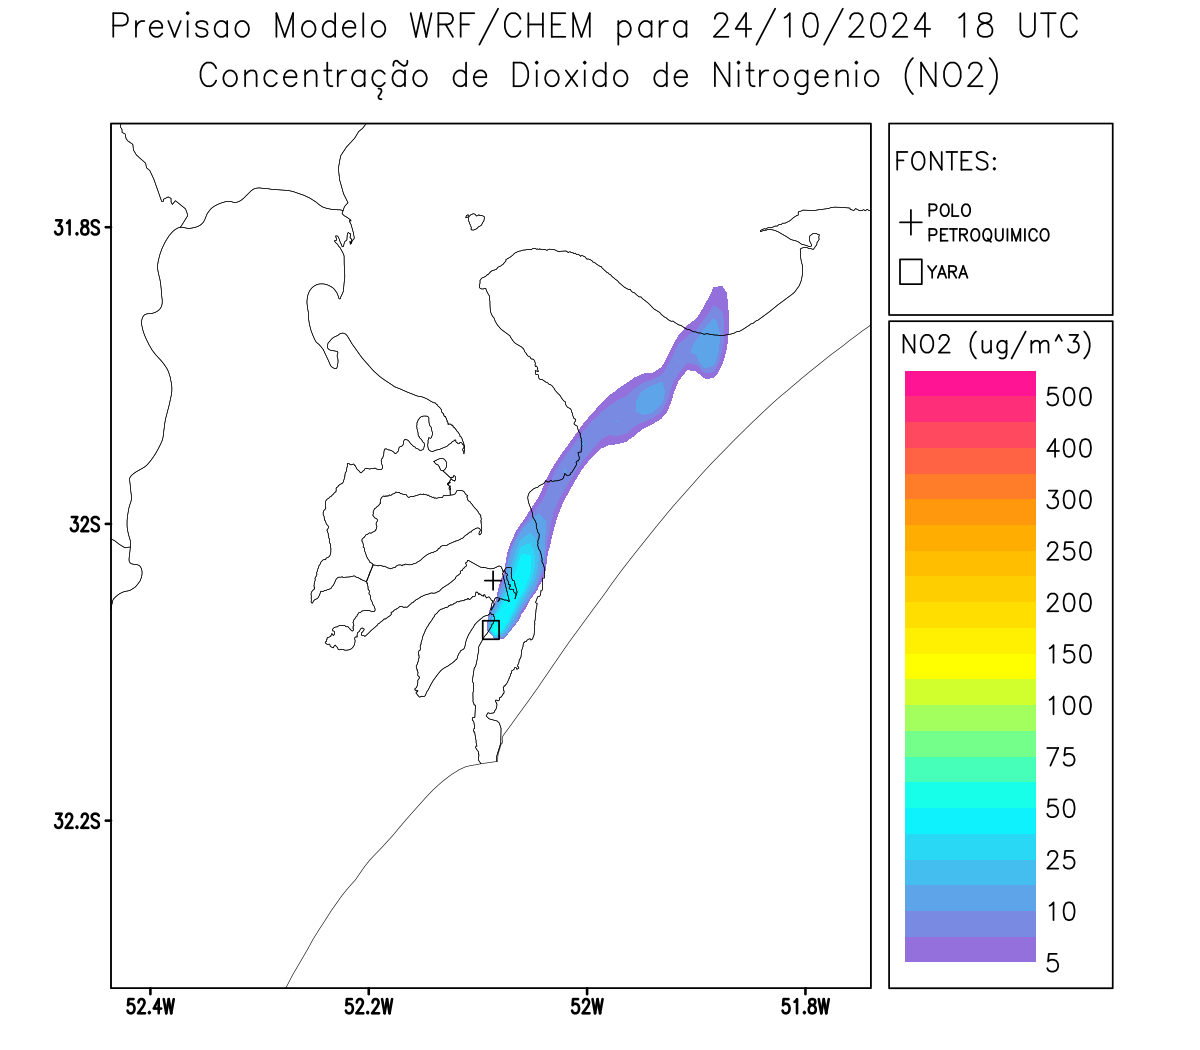 Previsao Modelo WRF/CHEM para 24/10/2024 18 UTC
Concentração de Dioxido de Nitrogenio (NO2)
FONTES:
POLO
PETROQUIMICO
YARA
NO2 (ug/m^3)
500
400
300
250
200
150
100
75
50
25
10
5
31.8S
32S
32.2S
52.4W
52.2W
52W
51.8W